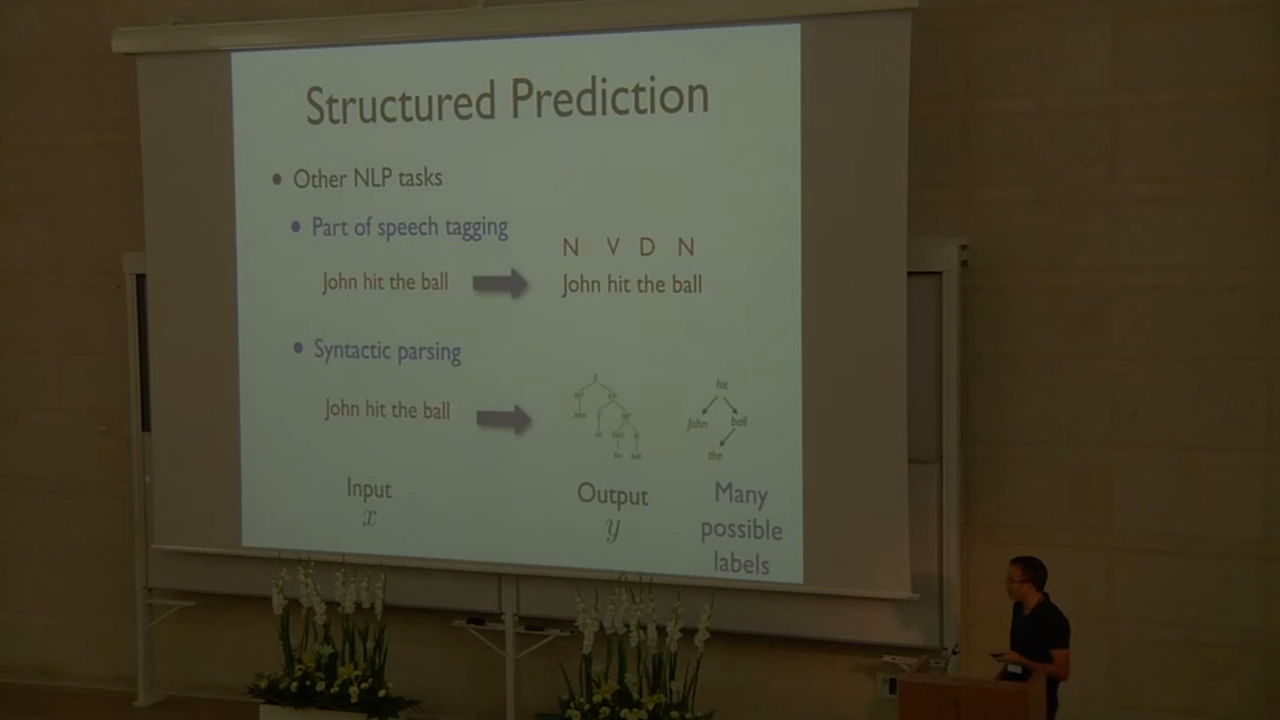 Structured Prediction
• Other NLP tasks
• Part of speech tagging
N V D N
John hit the ball
John hit the ball
• Syntactic parsing
John hit the ball
hit
John
ball
the
Input
x
Output
y
Many
possible
labels